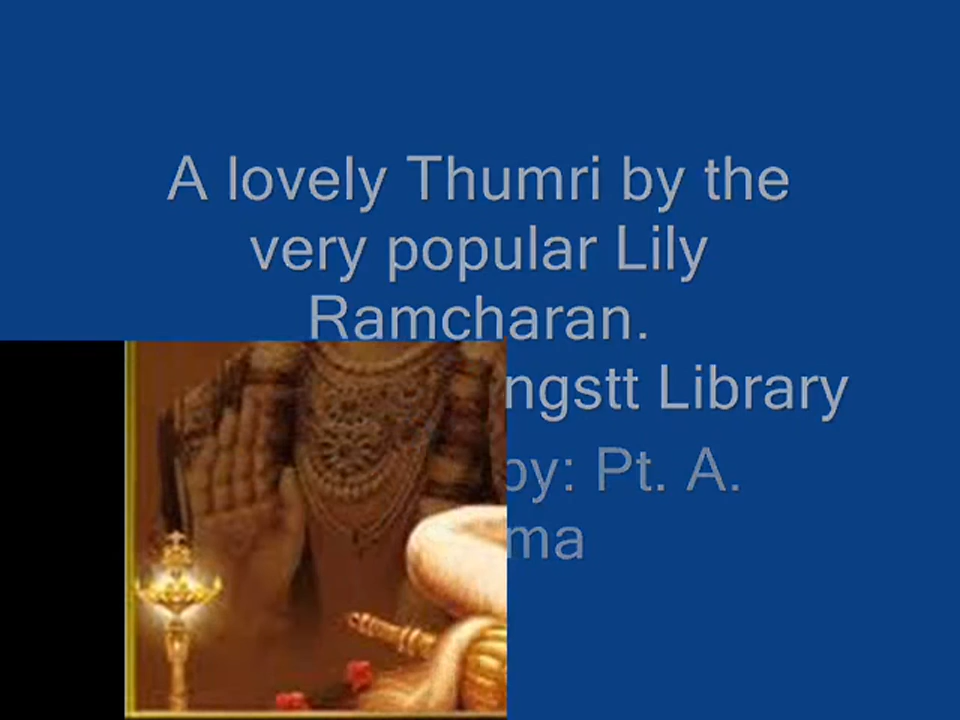 A lovely Thumri by the
very popular Lily
Ramcharan.
ngstt Library
by: Pt. A.
ma